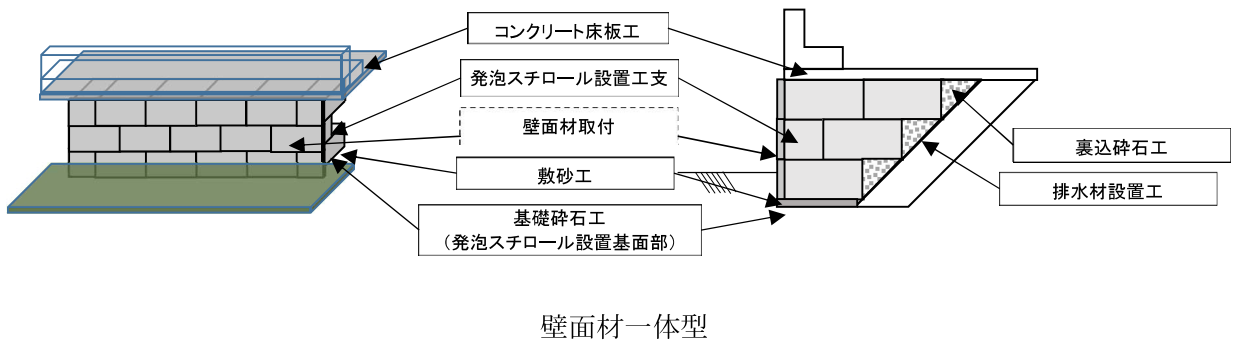 コンクリート床板工
発泡スチロール設置工支
壁面材取付
敷砂工
基礎砕石工
（発泡スチロール設置基面部）
裏込砕石工
排水材設置工
壁面材一体型